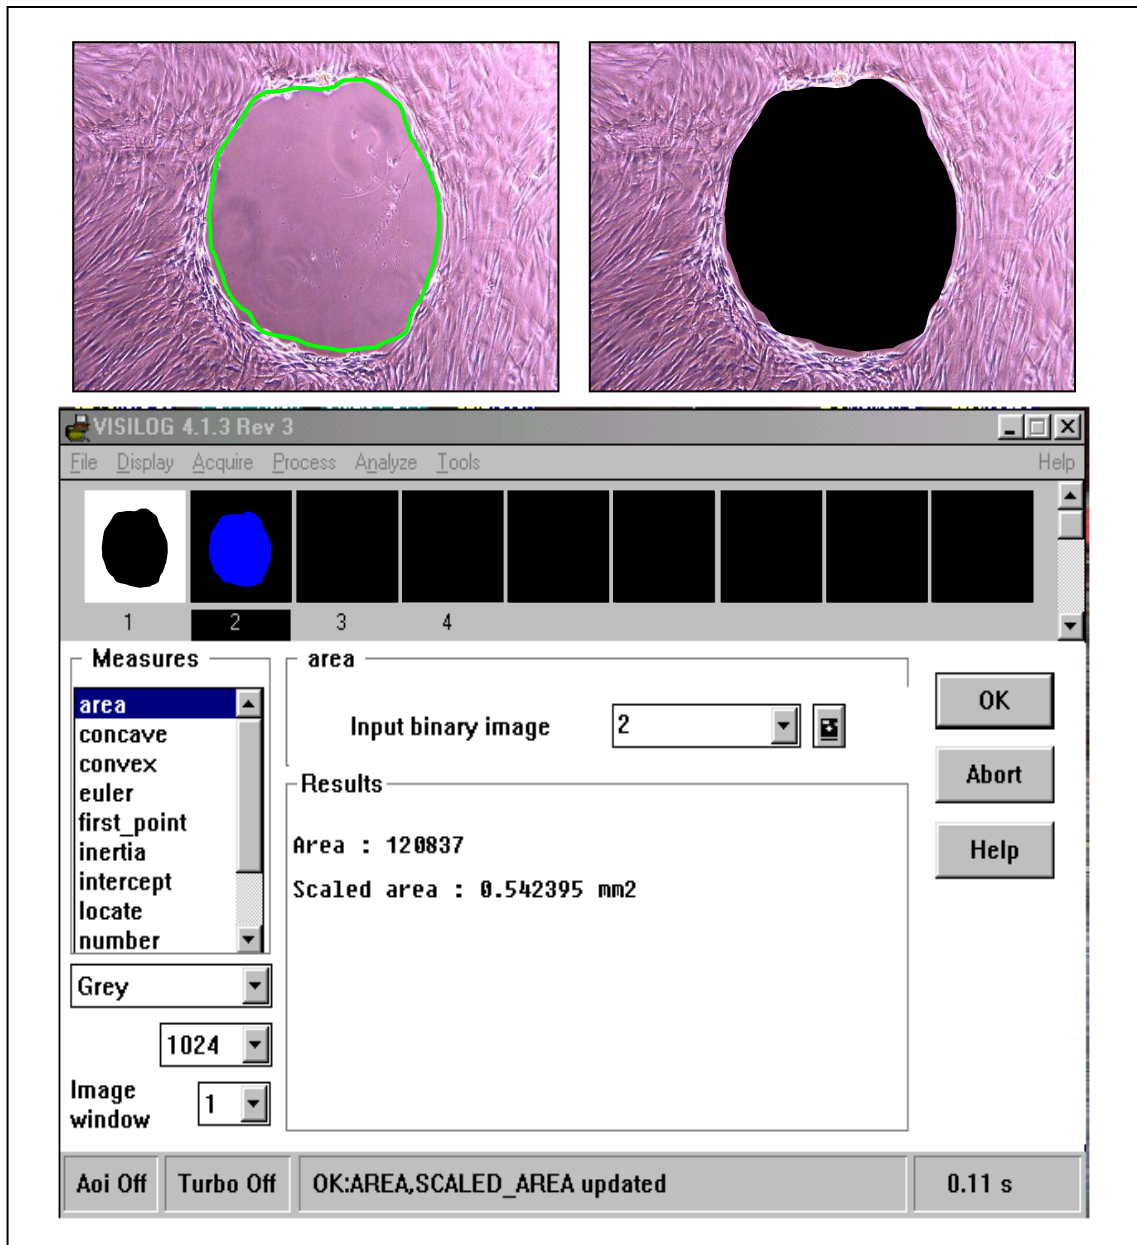 VISILOG 4.1.3 Rev 3
File Display Acquire Process Analyze Tools Help
1 2 3 4
Measures
area
concave
convex
euler
first_point
inertia
intercept
locate
number
Grey
1024
Image
window
1
area
Input binary image 2
Results
Area : 120837
Scaled area : 0.542395 mm2
OK
Abort
Help
Aoi Off Turbo Off OK:AREA,SCALED_AREA updated 0.11 s